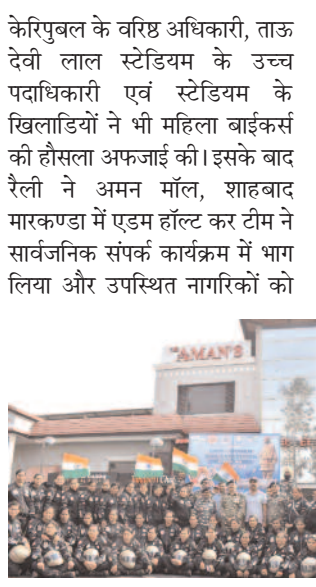 केरिपुबल के वरिष्ठ अधिकारी, ताऊ
देवी लाल स्टेडियम के उच्च
पदाधिकारी एवं स्टेडियम के
खिलाडियों ने भी महिला बाईकर्स
की हौसला अफजाई की। इसके बाद
रैली ने अमन मॉल, शाहबाद
मारकण्डा में एडम हॉल्ट कर टीम ने
सार्वजनिक संपर्क कार्यक्रम में भाग
लिया और उपस्थित नागरिकों को
AMAN'S